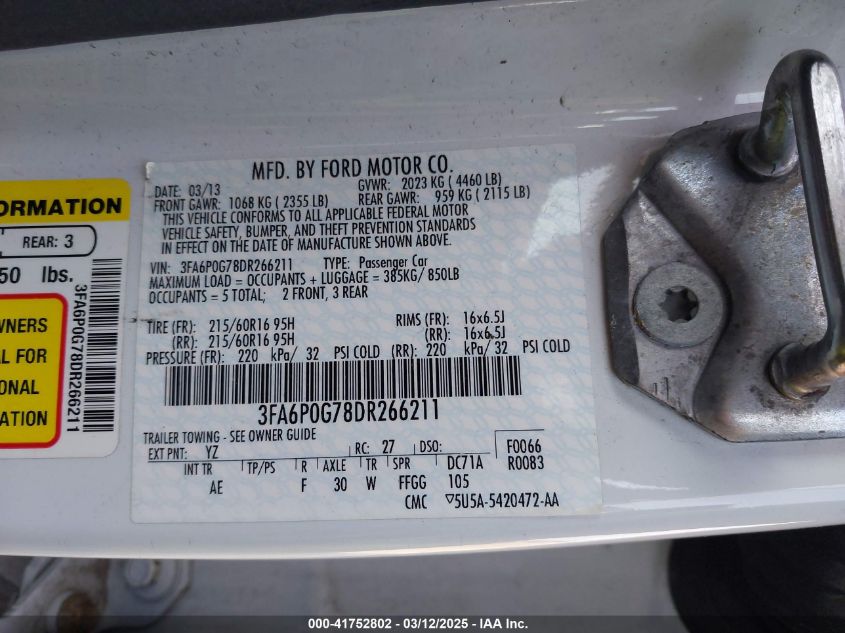 MFD. BY FORD MOTOR CO.
DATE: 03/13 GVWR: 2023 KG ( 4460 LB)
FRONT GAWR: 1068 KG ( 2355 LB) REAR GAWR: 959 KG ( 2115 LB)
THIS VEHICLE CONFORMS TO ALL APPLICABLE FEDERAL MOTOR
VEHICLE SAFETY, BUMPER, AND THEFT PREVENTION STANDARDS
IN EFFECT ON THE DATE OF MANUFACTURE SHOWN ABOVE.
VIN: 3FA6P0G78DR266211 TYPE: Passenger Car
MAXIMUM LOAD = OCCUPANTS + LUGGAGE = 385KG/850LB
OCCUPANTS = 5 TOTAL; 2 FRONT, 3 REAR
TIRE (FR): 215/60R16 95H RIMS (FR): 16x6.5J
(RR): 215/60R16 95H (RR): 16x6.5J
PRESSURE (FR): 220 kPa/ 32 PSI COLD (RR): 220 kPa/ 32 PSI COLD
3FA6P0G78DR266211
TRAILER TOWING - SEE OWNER GUIDE
EXT PNT: YZ RC: 27 DSO: F0066
R0083
INT TR TP/PS R AXLE TR SPR DC71A
AE F 30 W FFGG 105
CMC ▽5U5A-5420472-AA
ORMATION
REAR: 3
50 lbs.
WNERS
AL FOR
ONAL
ATION
3FA6P0G78DR266211
000-41752802 - 03/12/2025 - IAA Inc.